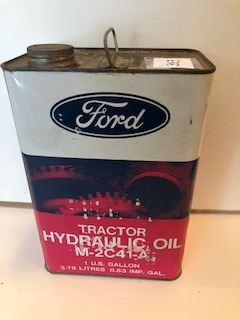 Ford
TRACTOR
HYDRAULIC OIL
M-2C41-A
1 U.S. GALLON
3.79 LITRES 0.83 IMP. GAL.